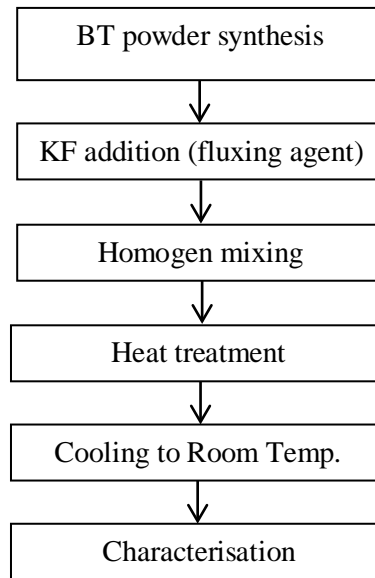 BT powder synthesis
KF addition (fluxing agent)
Homogen mixing
Heat treatment
Cooling to Room Temp.
Characterisation